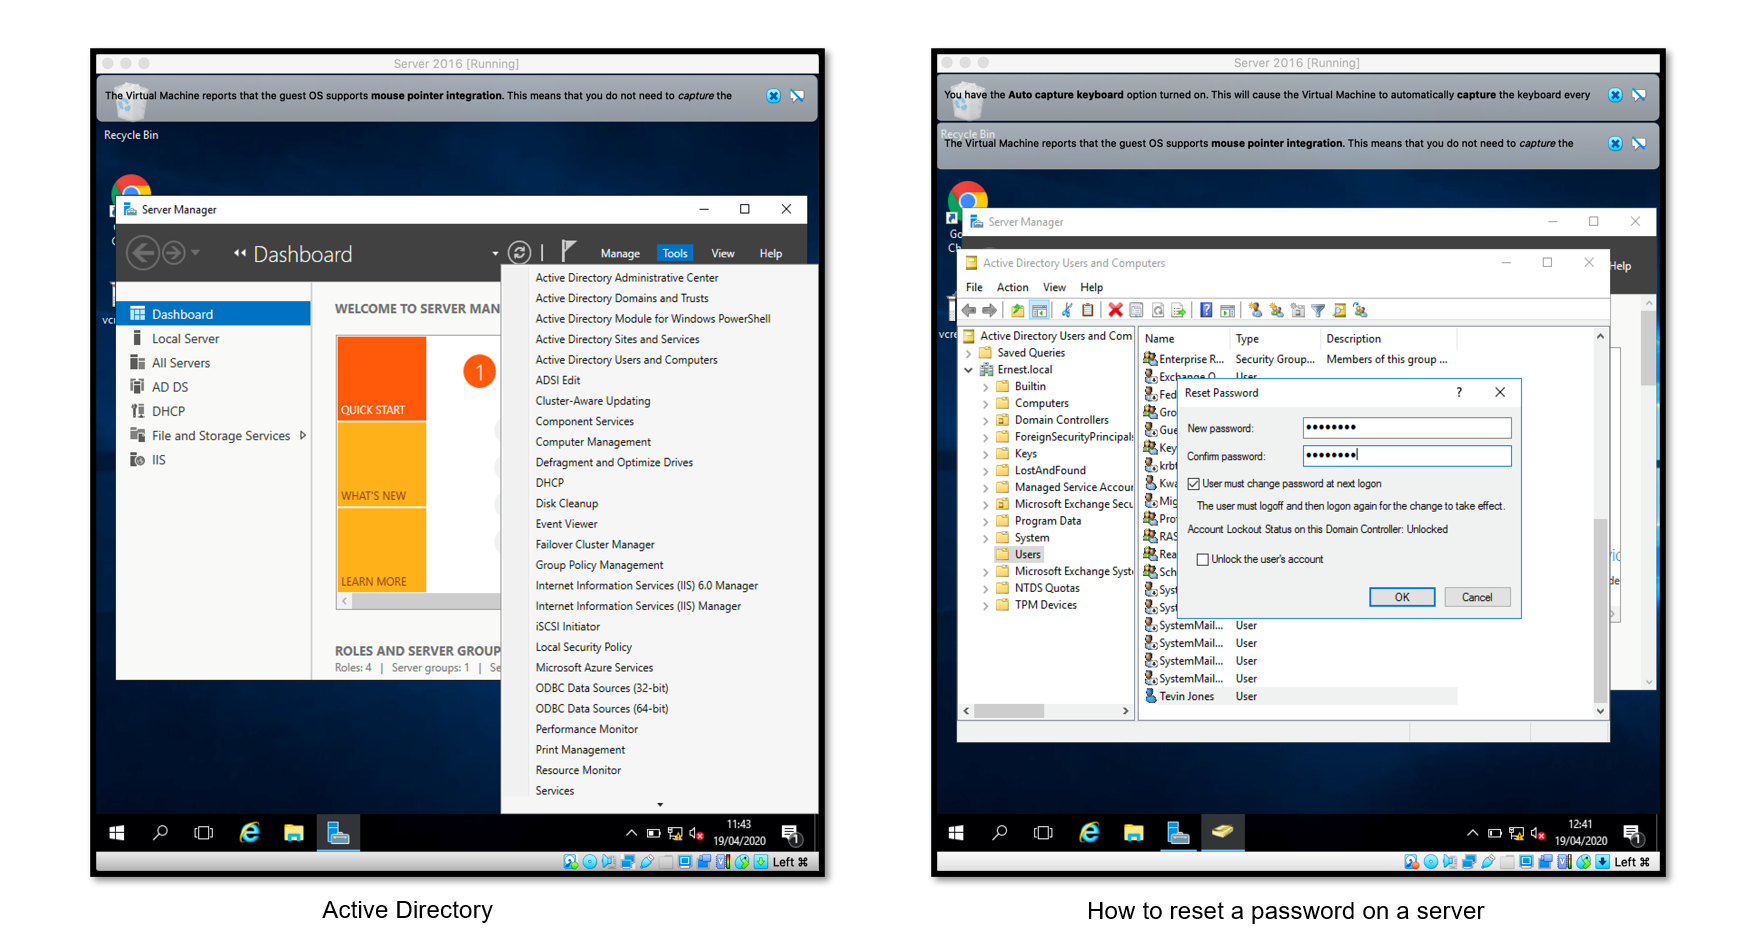 Server 2016 [Running]
The Virtual Machine reports that the guest OS supports mouse pointer integration. This means that you do not need to capture the
Recycle Bin
Server Manager
Dashboard
Manage
Tools
View
Help
Dashboard
Local Server
All Servers
AD DS
DHCP
File and Storage Services
IIS
WELCOME TO SERVER MAN
1
QUICK START
WHAT'S NEW
LEARN MORE
ROLES AND SERVER GROUP
Roles: 4 | Server groups: 1 | Se
Active Directory Administrative Center
Active Directory Domains and Trusts
Active Directory Module for Windows PowerShell
Active Directory Sites and Services
Active Directory Users and Computers
ADSI Edit
Cluster-Aware Updating
Component Services
Computer Management
Defragment and Optimize Drives
DHCP
Disk Cleanup
Event Viewer
Failover Cluster Manager
Group Policy Management
Internet Information Services (IIS) 6.0 Manager
Internet Information Services (IIS) Manager
iSCSI Initiator
Local Security Policy
Microsoft Azure Services
ODBC Data Sources (32-bit)
ODBC Data Sources (64-bit)
Performance Monitor
Print Management
Resource Monitor
Services
11:43
19/04/2020
1
Left ⌘
Active Directory
Server 2016 [Running]
You have the Auto capture keyboard option turned on. This will cause the Virtual Machine to automatically capture the keyboard every
Recycle Bin
The Virtual Machine reports that the guest OS supports mouse pointer integration. This means that you do not need to capture the
Server Manager
Help
Active Directory Users and Computers
File Action View Help
Active Directory Users and Com
Saved Queries
Ernest.local
Builtin
Computers
Domain Controllers
ForeignSecurityPrincipals
Keys
LostAndFound
Managed Service Accour
Microsoft Exchange Secu
Program Data
System
Users
Microsoft Exchange Syst
NTDS Quotas
TPM Devices
Name Type Description
Enterprise R... Security Group... Members of this group ...
Exchange O User
Fed
Gro
Gue
Key
krbt
Kwa
Mig
Pro
RAS
Rea
Sch
Syst
Syst
SystemMail... User
SystemMail... User
SystemMail... User
SystemMail... User
Tevin Jones User
Reset Password
New password:
Confirm password:
User must change password at next logon
The user must logoff and then logon again for the change to take effect.
Account Lockout Status on this Domain Controller: Unlocked
Unlock the user's account
OK
Cancel
12:41
19/04/2020
1
Left ⌘
How to reset a password on a server